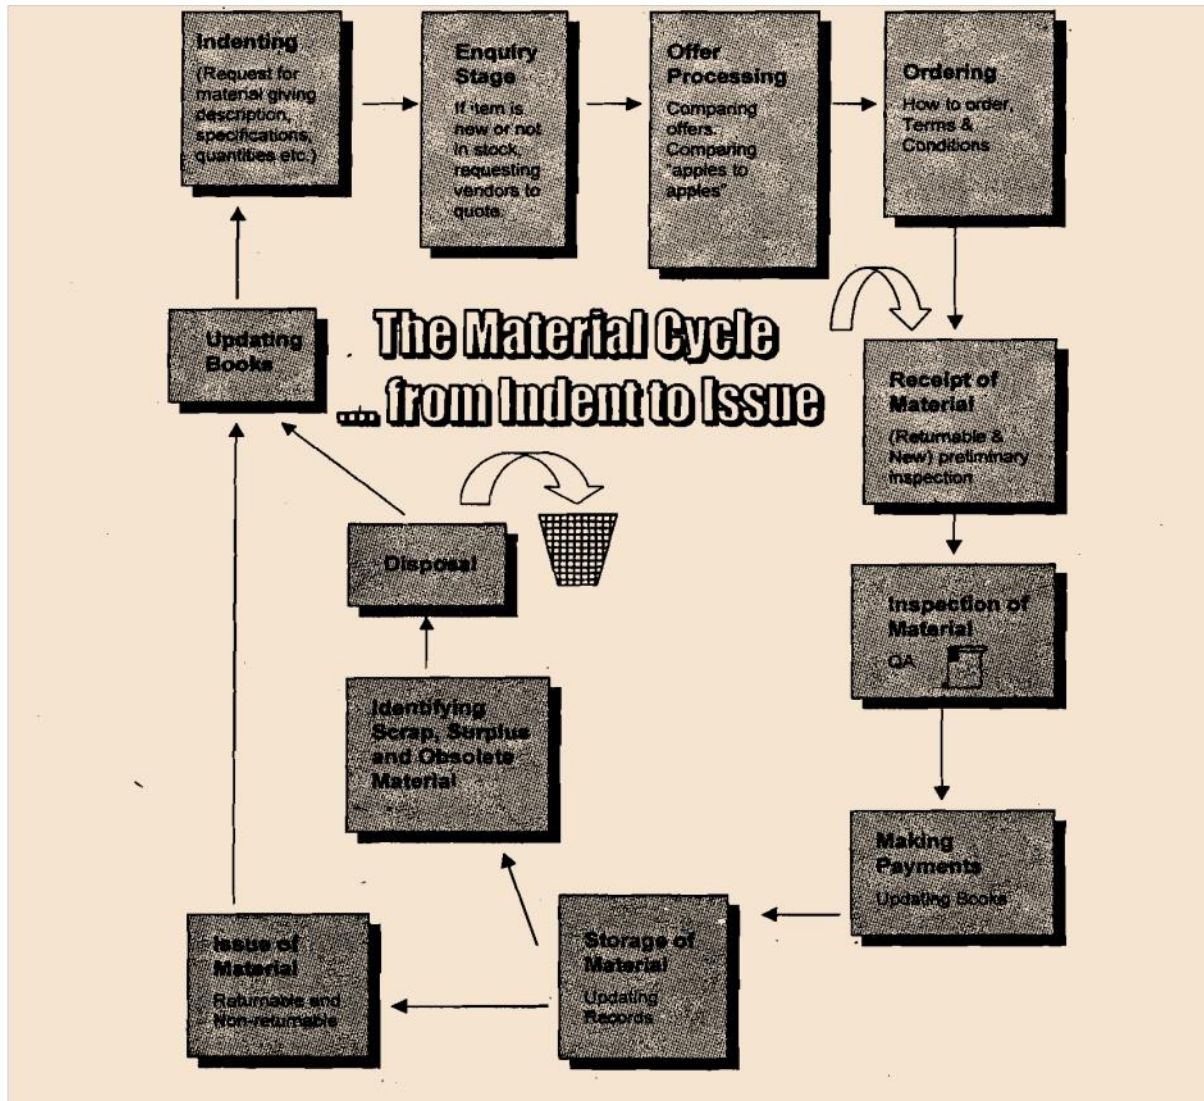 Indenting
(Request for
material giving
description,
specifications,
quantities etc.)
Enquiry
Stage
If item is
new or not
in stock,
requesting
vendors to
quote.
Offer
Processing
Comparing
offers.
Comparing
"apples to
apples"
Ordering
How to order,
Terms &
Conditions
The Material Cycle
.... from Indent to Issue
Receipt of
Material
(Returnable &
New) preliminary
inspection
Inspection of
Material
QA
Making
Payments
Updating Books
Storage of
Material
Updating
Records
Issue of
Material
Returnable and
Non-returnable
Identifying
Scrap, Surplus
and Obsolete
Material
Disposal
Updating
Books